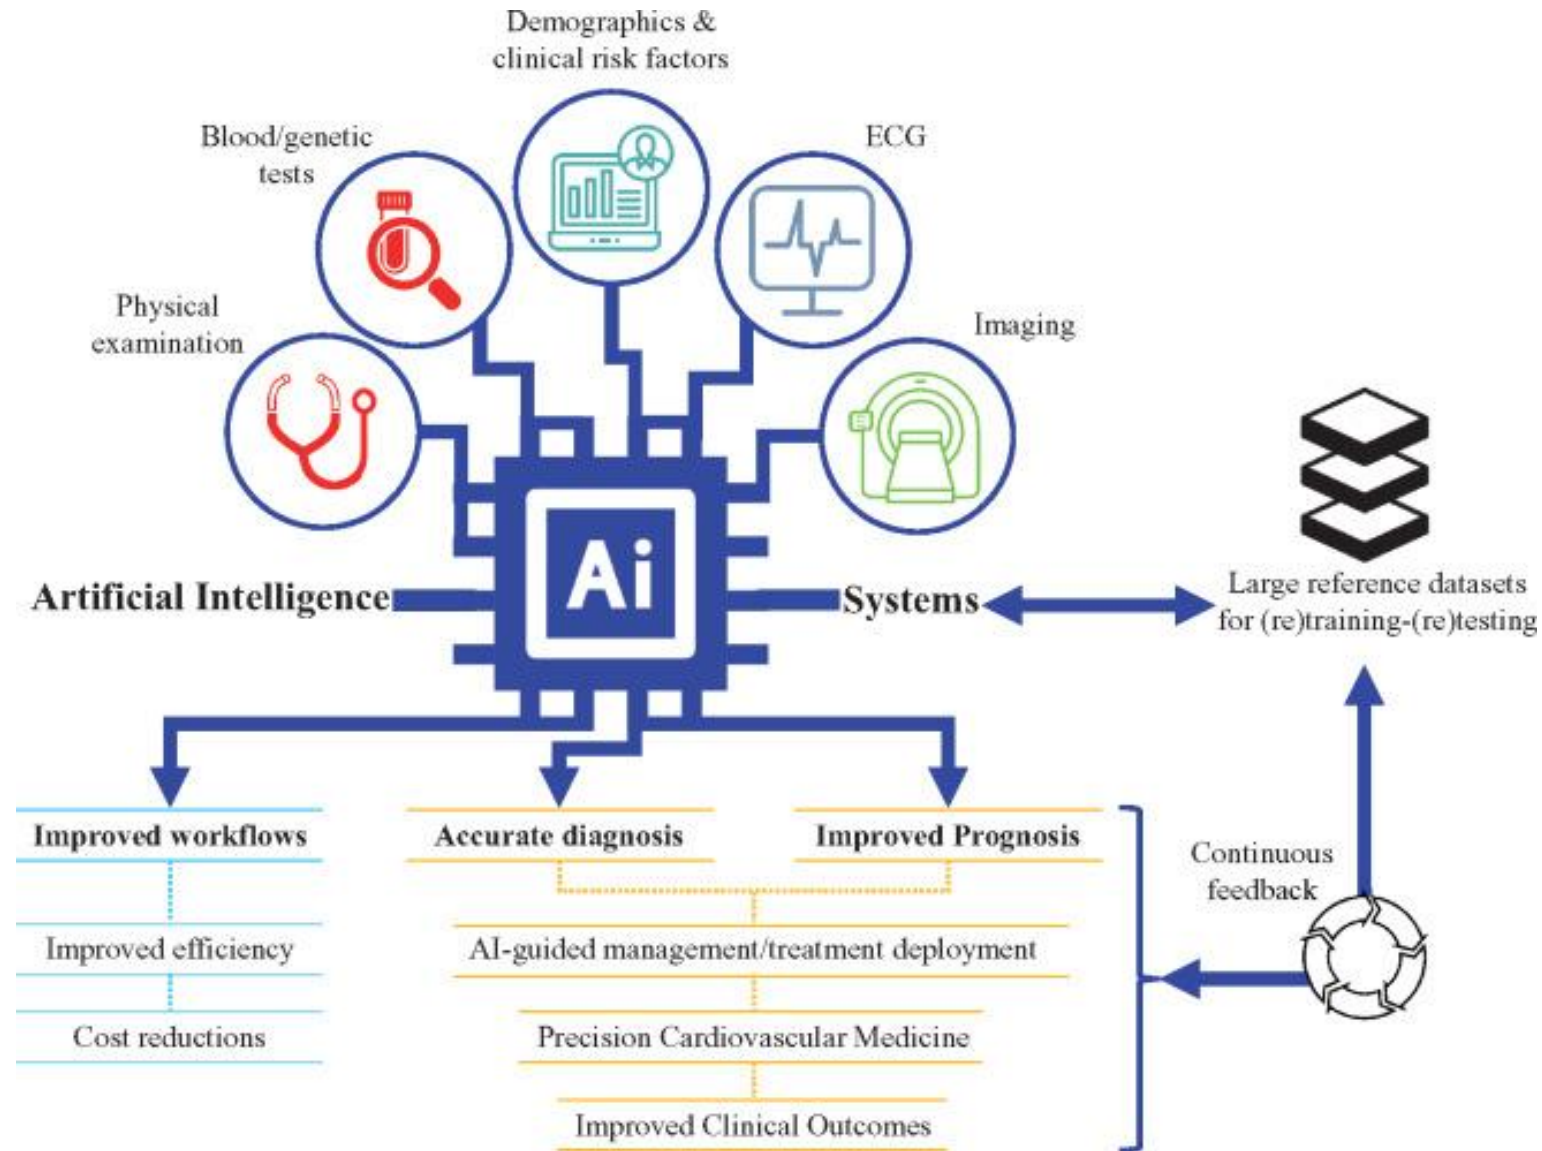 Demographics &
clinical risk factors
Blood/genetic
tests
ECG
Physical
examination
Imaging
Ai
Artificial Intelligence
Systems
Large reference datasets
for (re)training-(re)testing
Improved workflows
Accurate diagnosis
Improved Prognosis
Continuous
feedback
Improved efficiency
AI-guided management/treatment deployment
Cost reductions
Precision Cardiovascular Medicine
Improved Clinical Outcomes